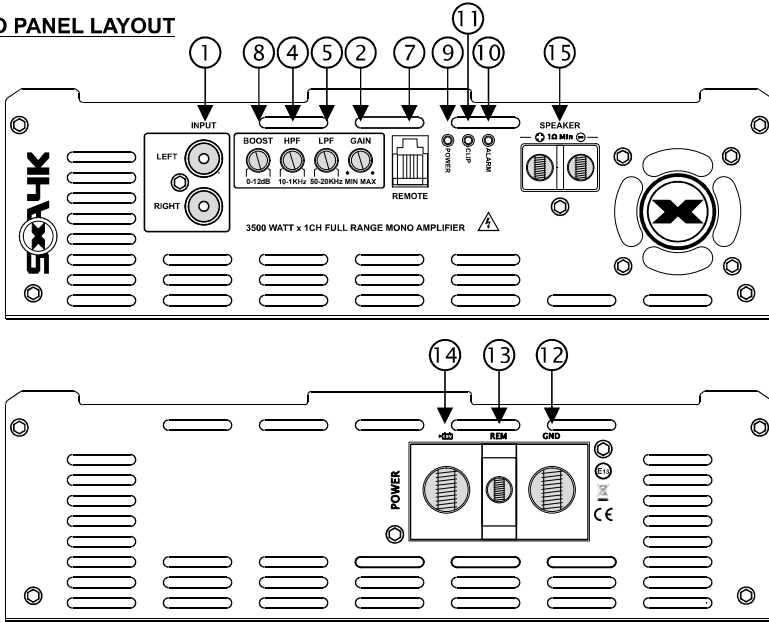 D PANEL LAYOUT
11
1 8 4 5 2 7 9 10 15
INPUT
LEFT
RIGHT
BOOST HPF LPF GAIN
0-12dB 10-1KHz 50-20KHz MIN MAX
REMOTE
POWER
CLIP
ALARM
SPEAKER
+ 1Ω Min −
SXA4K
X
3500 WATT x 1CH FULL RANGE MONO AMPLIFIER
14 13 12
REM GND
POWER
E13
CE